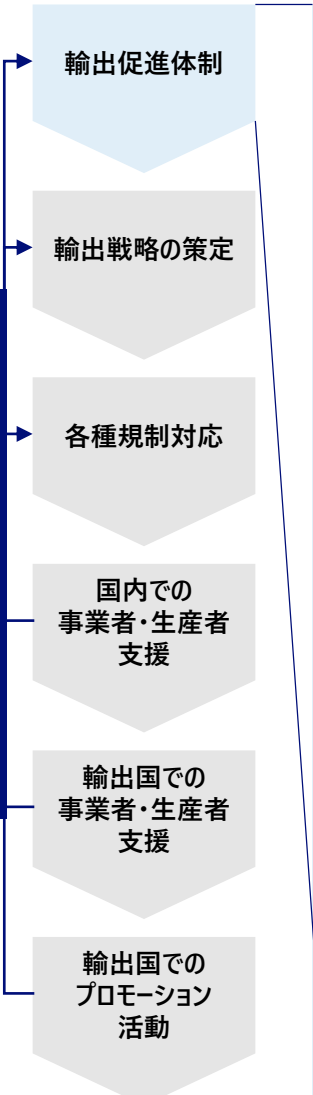 輸出促進体制
輸出戦略の策定
各種規制対応
国内での
事業者・生産者
支援
輸出国での
事業者・生産者
支援
輸出国での
プロモーション
活動